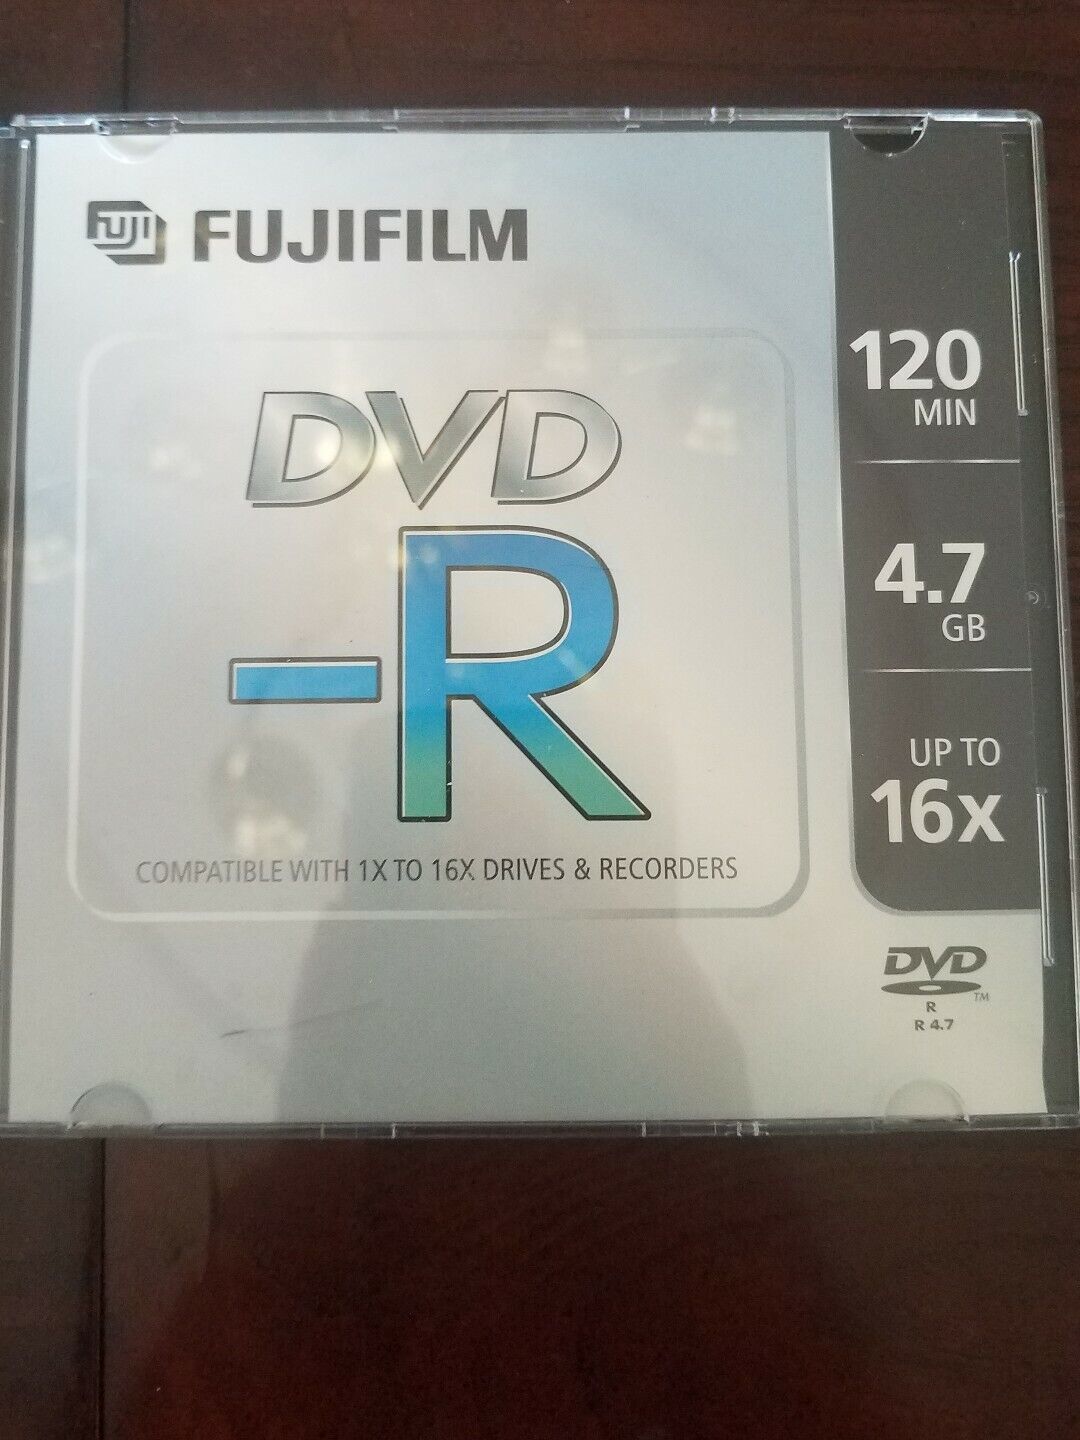 FUJI FUJIFILM
DVD
-R
COMPATIBLE WITH 1X TO 16X DRIVES & RECORDERS
120
MIN
4.7
GB
UP TO
16x
DVD
TM
R
R 4.7